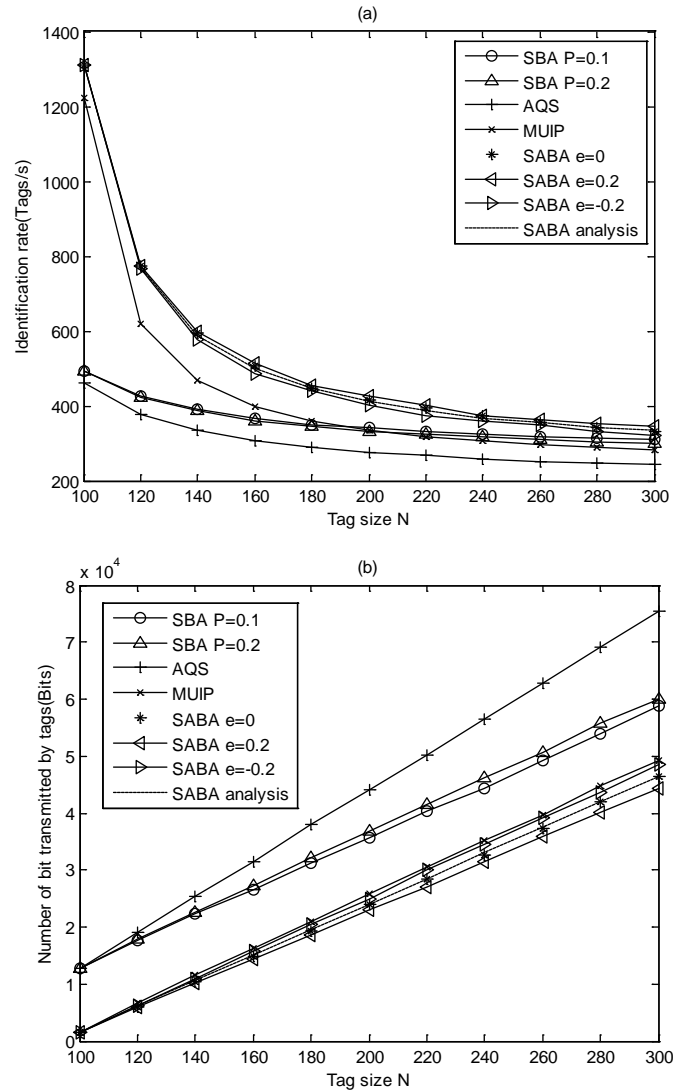 (a)
1400
1200
1000
800
600
400
200
Identification rate(Tags/s)
SBA P=0.1
SBA P=0.2
AQS
MUIP
SABA e=0
SABA e=0.2
SABA e=-0.2
SABA analysis
100 120 140 160 180 200 220 240 260 280 300
Tag size N
(b)
x 10^4
8
7
6
5
4
3
2
1
0
Number of bit transmitted by tags(Bits)
SBA P=0.1
SBA P=0.2
AQS
MUIP
SABA e=0
SABA e=0.2
SABA e=-0.2
SABA analysis
100 120 140 160 180 200 220 240 260 280 300
Tag size N